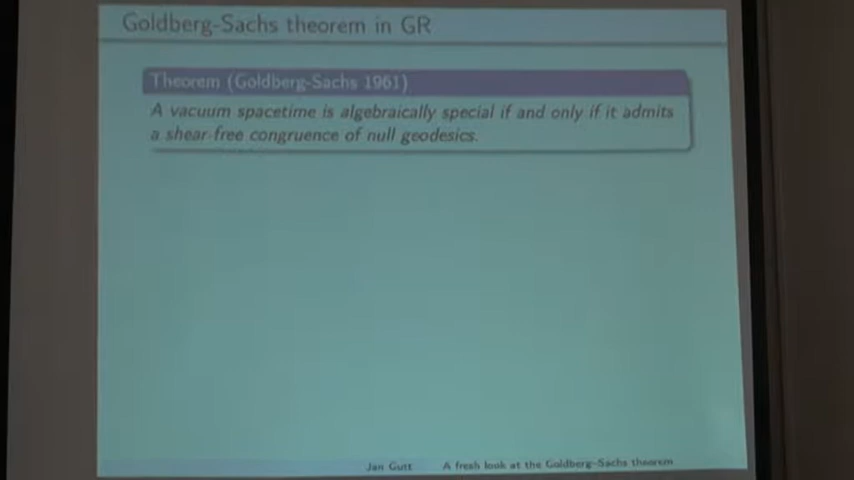 Goldberg-Sachs theorem in GR
Theorem (Goldberg-Sachs 1961)
A vacuum spacetime is algebraically special if and only if it admits
a shear-free congruence of null geodesics.
Jan Gutt A fresh look at the Goldberg-Sachs theorem